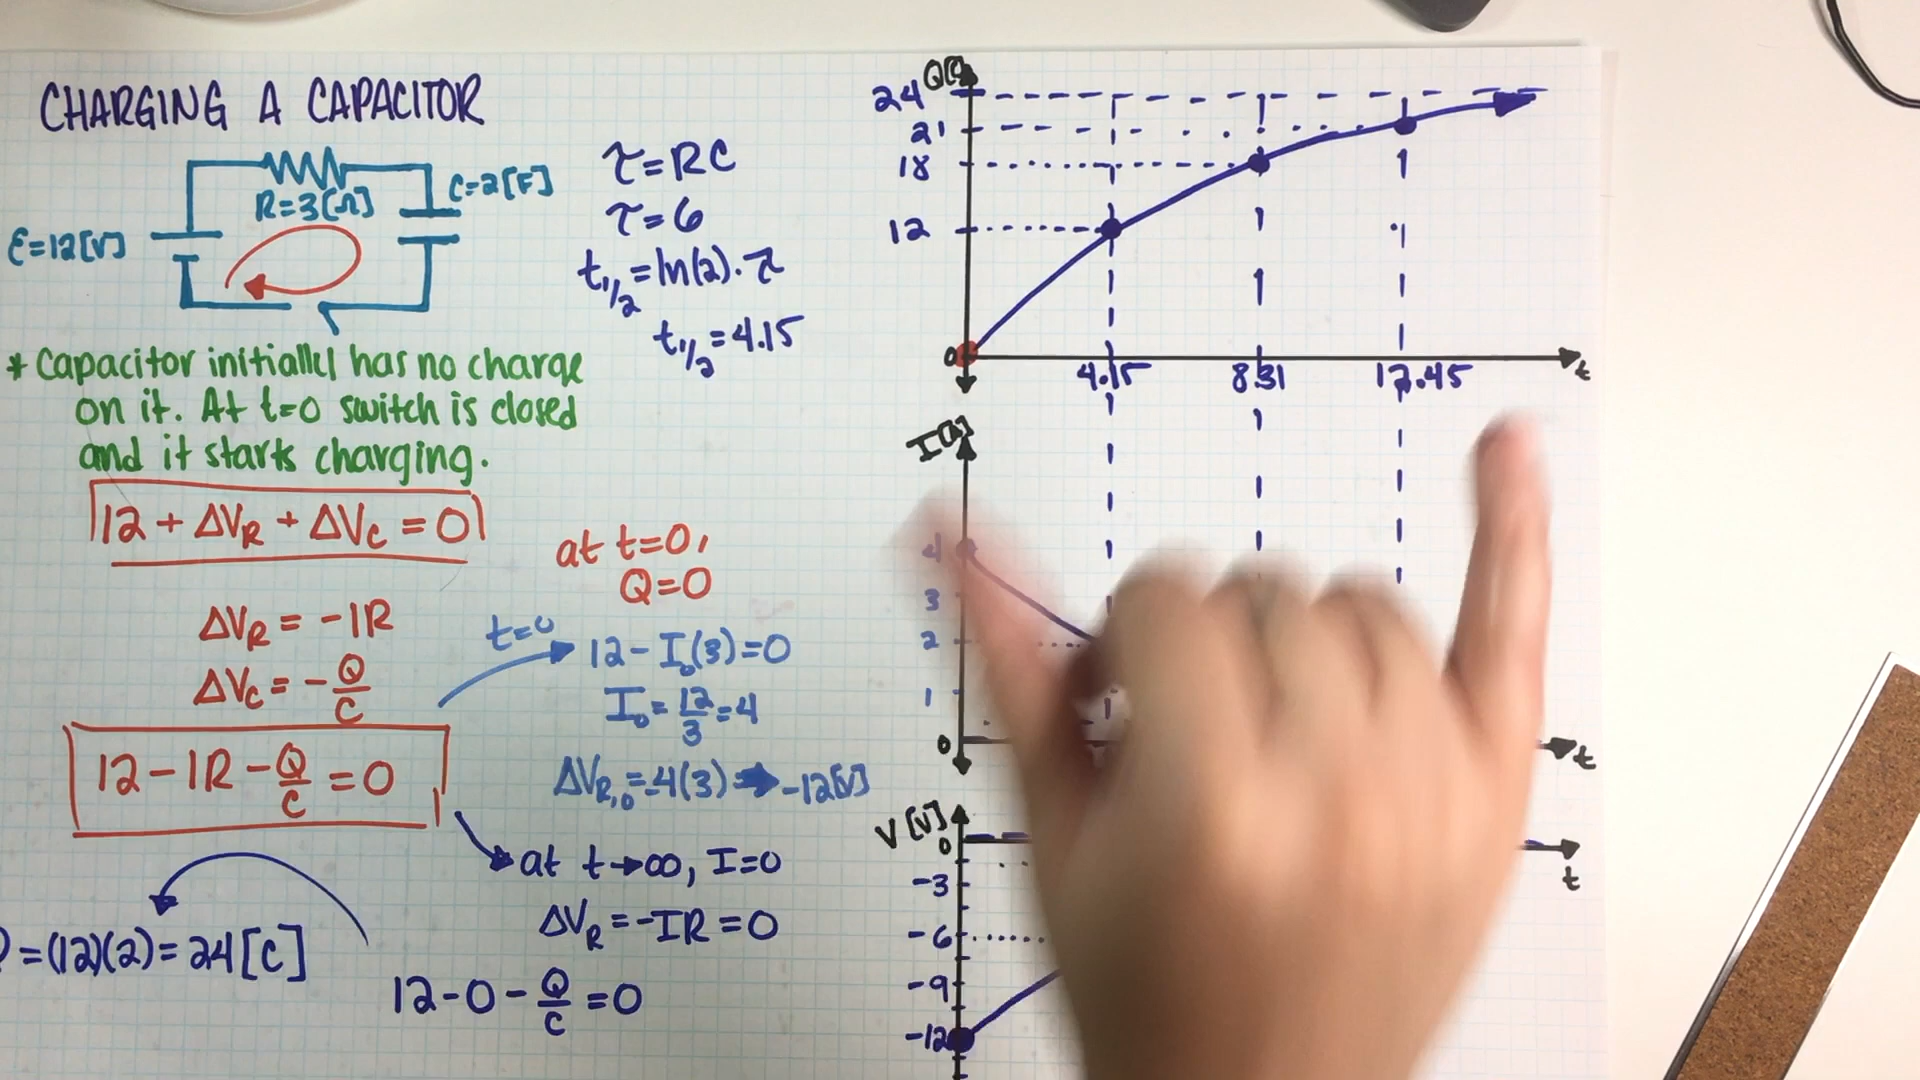 CHARGING A CAPACITOR
R=3[Ω]
C=2[F]
ε=12[V]
τ=RC
τ=6
t1/2=ln(2)·τ
t1/2=4.15
* Capacitor initially has no charge
on it. At t=0 switch is closed
and it starts charging.
12+ΔVR+ΔVC=0
ΔVR=-IR
ΔVC=-Q/C
12-IR-Q/C=0
at t=0,
Q=0
t=0
12-I0(3)=0
I0=12/3=4
ΔVR,0=-4(3)→-12[V]
at t→∞, I=0
ΔVR=-IR=0
12-0-Q/C=0
=(12)(2)=24[C]
24
21
18
12
0
4.15
8.31
12.45
t
I[A]
4
3
2
1
0
t
V[V]
0
-3
-6
-9
-12
t